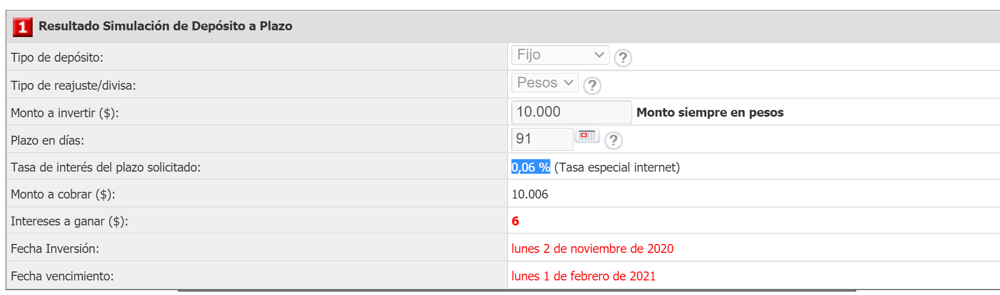 1 Resultado Simulación de Depósito a Plazo
Tipo de depósito: Fijo ?
Tipo de reajuste/divisa: Pesos ?
Monto a invertir ($): 10.000 Monto siempre en pesos
Plazo en días: 91 ?
Tasa de interés del plazo solicitado: 0,06 % (Tasa especial internet)
Monto a cobrar ($): 10.006
Intereses a ganar ($): 6
Fecha Inversión: lunes 2 de noviembre de 2020
Fecha vencimiento: lunes 1 de febrero de 2021